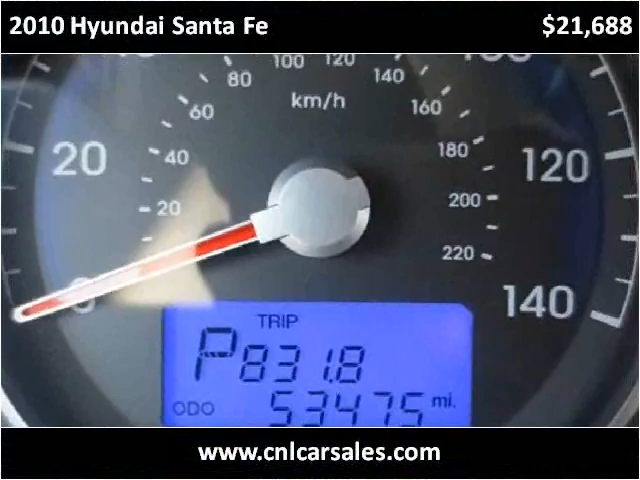 2010 Hyundai Santa Fe $21,688
80 100 120 140
60 km/h 160
20 40 180 120
20 200
220
0 140
TRIP
P 831.8
ODO 53475 mi.
www.cnlcarsales.com